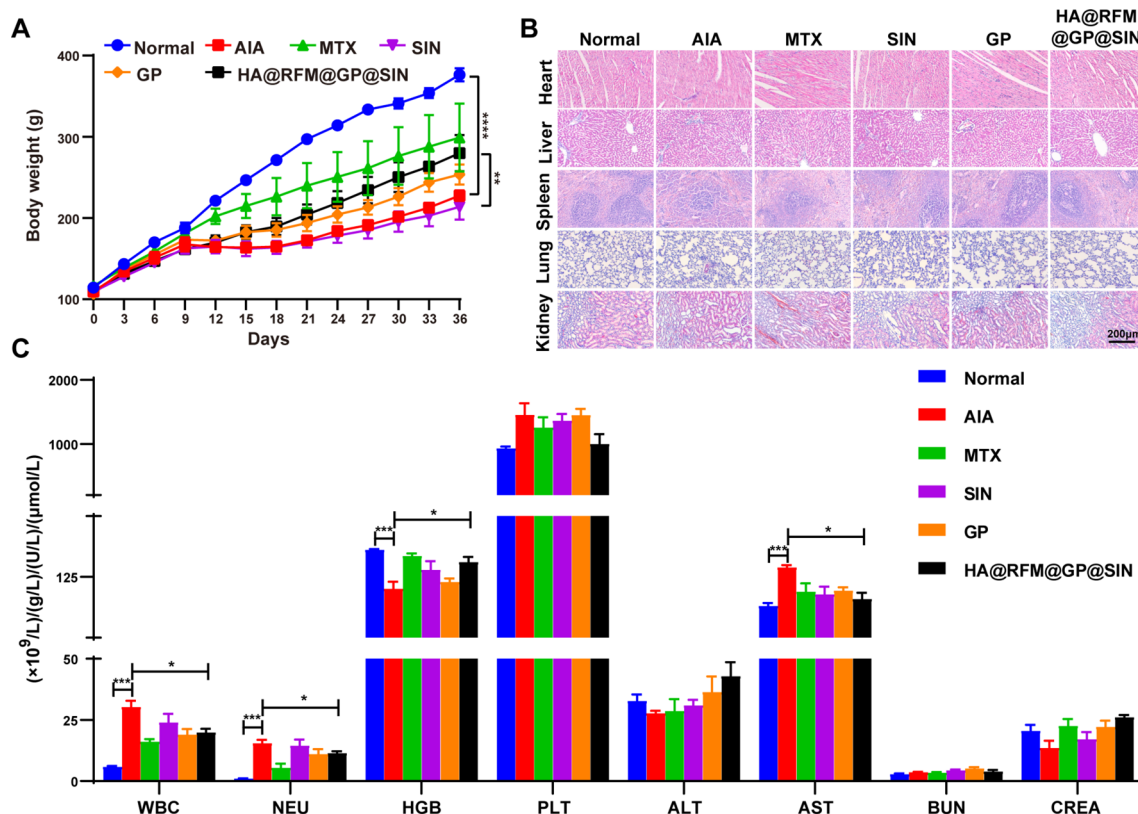 A
Normal AIA MTX SIN
GP HA@RFM@GP@SIN
Body weight (g)
400
300
200
100
****
**
0 3 6 9 12 15 18 21 24 27 30 33 36
Days
B
Normal AIA MTX SIN GP HA@RFM
@GP@SIN
Heart
Liver
Spleen
Lung
Kidney
200μm
C
(×10⁹/L)/(g/L)/(U/L)/(μmol/L)
2000
1000
125
50
25
0
*** *
*** *
*** *
*** *
WBC NEU HGB PLT ALT AST BUN CREA
Normal
AIA
MTX
SIN
GP
HA@RFM@GP@SIN